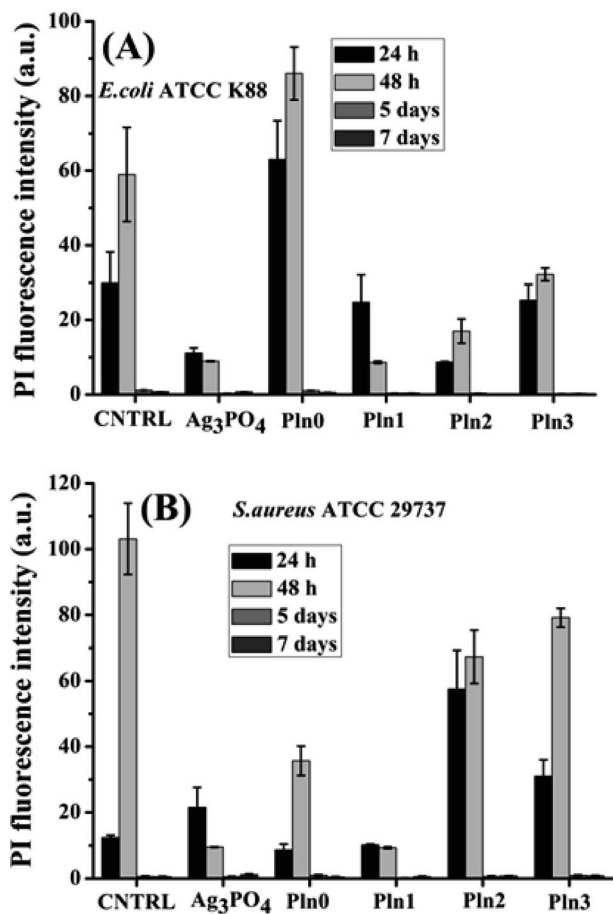 (A)
E.coli ATCC K88
24 h
48 h
5 days
7 days
PI fluorescence intensity (a.u.)
100
80
60
40
20
0
CNTRL Ag3PO4 Pln0 Pln1 Pln2 Pln3
(B)
S.aureus ATCC 29737
24 h
48 h
5 days
7 days
PI fluorescence intensity (a.u.)
120
100
80
60
40
20
0
CNTRL Ag3PO4 Pln0 Pln1 Pln2 Pln3